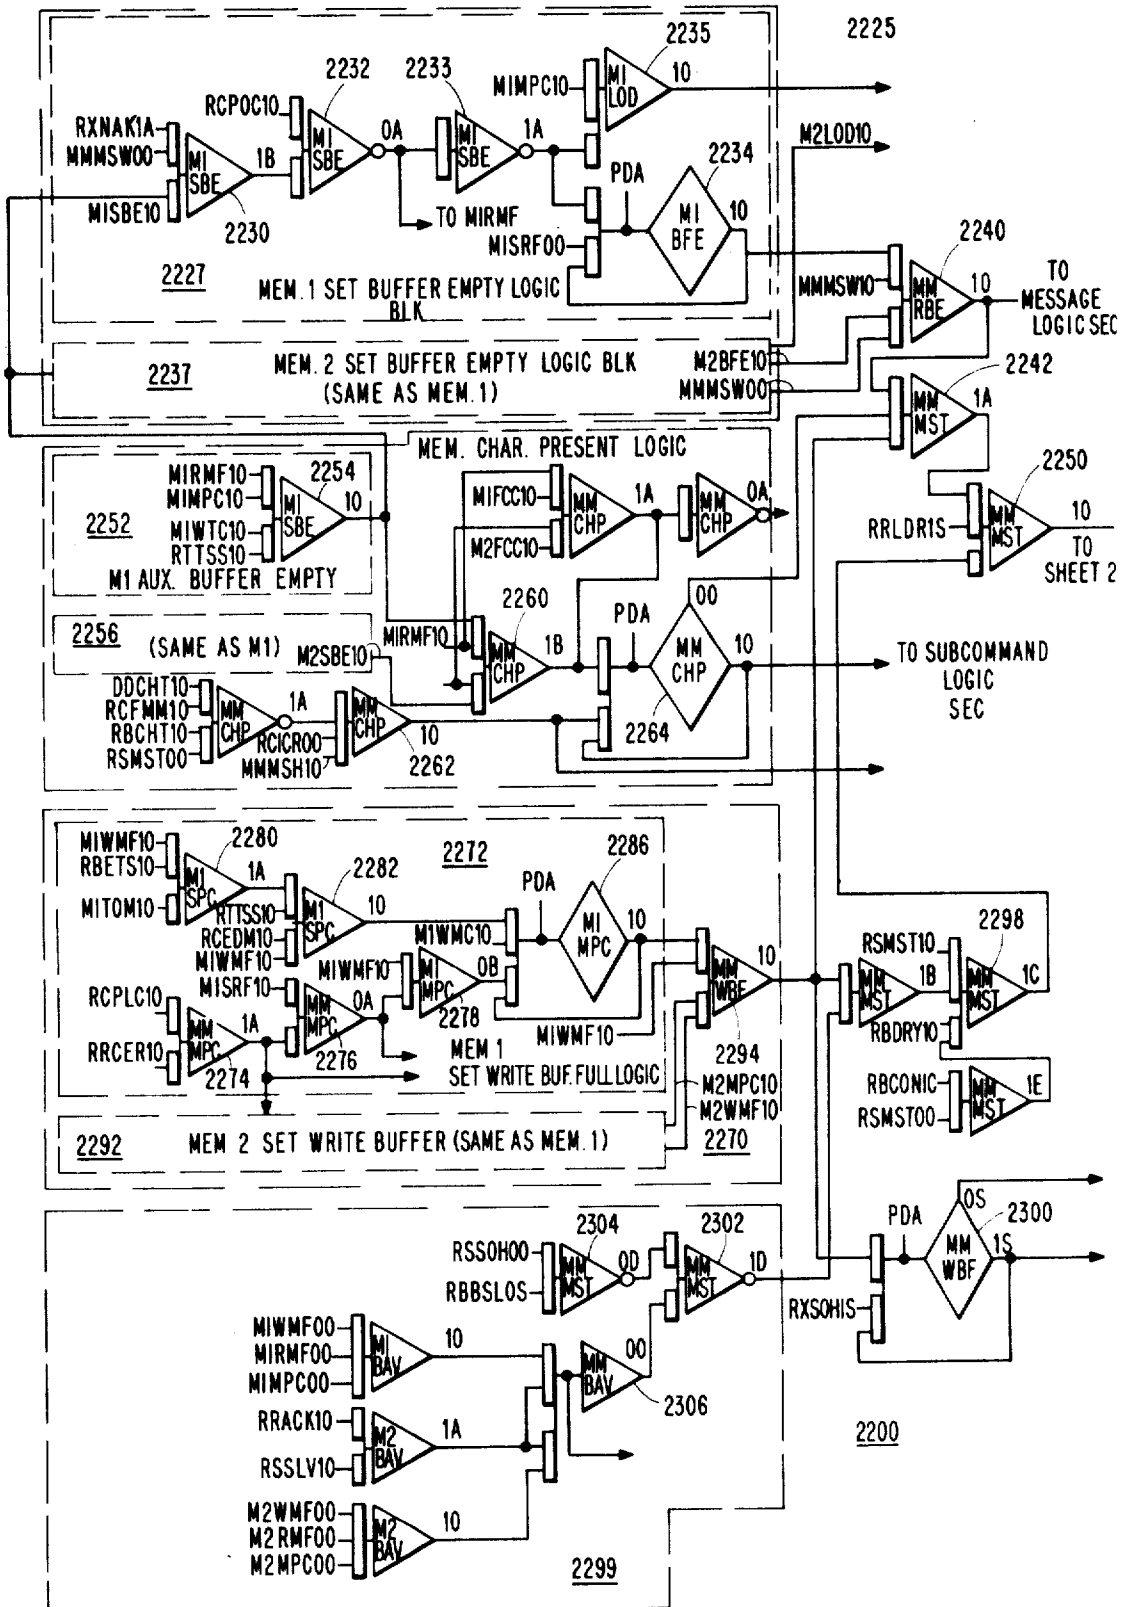 2225
2235
2232
2233
MIMPC10
MI
LOD
10
RCPOC10
RXNAK1A
MMMSW00
MI
SBE
0A
MI
SBE
1A
M2LOD10
MI
SBE
1B
PDA
2234
MISBE10
2230
TO MIRMF
MISRF00
MI
BFE
10
2240
2227
MEM. 1 SET BUFFER EMPTY LOGIC
BLK
MMMSW10
MM
RBE
10
TO
MESSAGE
LOGIC SEC
2237
MEM. 2 SET BUFFER EMPTY LOGIC BLK
(SAME AS MEM. 1)
M2BFE10
MMMSW00
2242
MM
MST
1A
MEM. CHAR. PRESENT LOGIC
MIRMF10
MIMPC10
2254
MI
SBE
10
MIFCC10
MM
CHP
1A
MM
CHP
0A
2250
2252
MIWTC10
RTTSS10
M2FCC10
RRLDR1S
MM
MST
10
TO
SHEET 2
M1 AUX. BUFFER EMPTY
00
2260
PDA
2256
(SAME AS M1)
MIRMF10
MM
CHP
1B
MM
CHP
10
TO SUBCOMMAND
LOGIC
SEC
M2SBE10
DDCHT10
RCFMM10
RBCHT10
RSMST00
MM
CHP
1A
MM
CHP
10
RCICR00
MMMSH10
2262
2264
MIWMF10
RBETS10
2280
2272
2286
MITOM10
M1
SPC
1A
2282
PDA
RTTSS10
M1
SPC
10
RCEDM10
MIWMF10
M1WMC10
MI
MPC
10
2298
MIWMF10
MI
MPC
0B
MM
WBF
10
RSMST10
MISRF10
RCPLC10
MM
MPC
0A
2278
MM
MST
1B
MM
MST
1C
RRCER10
MM
MPC
1A
2276
MEM 1
SET WRITE BUF. FULL LOGIC
MIWMF10
2294
RBDRY10
2274
M2MPC10
M2WMF10
RBCONIC
RSMST00
MM
MST
1E
2292
MEM 2 SET WRITE BUFFER (SAME AS MEM. 1)
2270
2304
2302
PDA
0S
2300
RSSOH00
RBBSLOS
MM
MST
0D
MM
MST
1D
MM
WBF
1S
RXSOHIS
MIWMF00
MIRMF00
MIMPC00
MI
BAV
10
MM
BAV
00
2306
RRACK10
RSSLV10
M2
BAV
1A
2200
M2WMF00
M2RMF00
M2MPC00
M2
BAV
10
2299